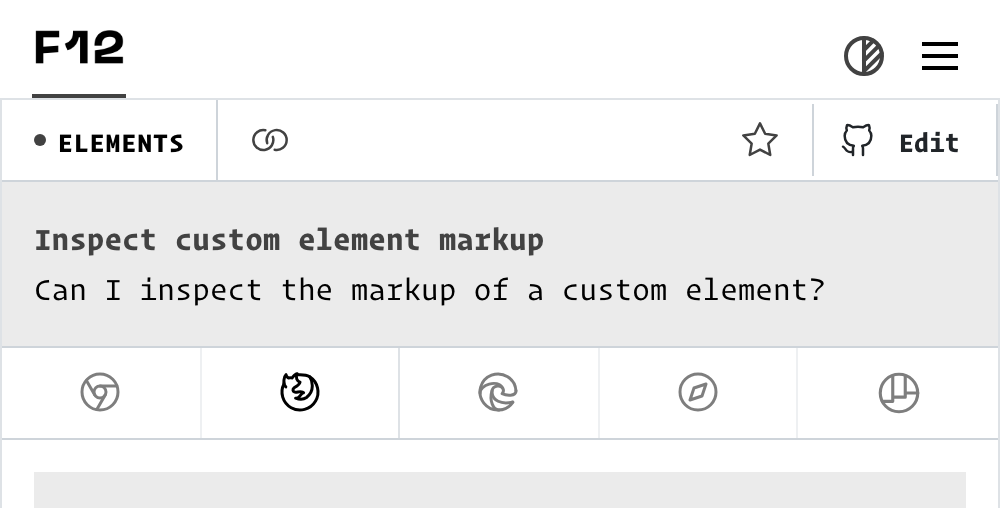 F12
ELEMENTS
Edit
Inspect custom element markup
Can I inspect the markup of a custom element?